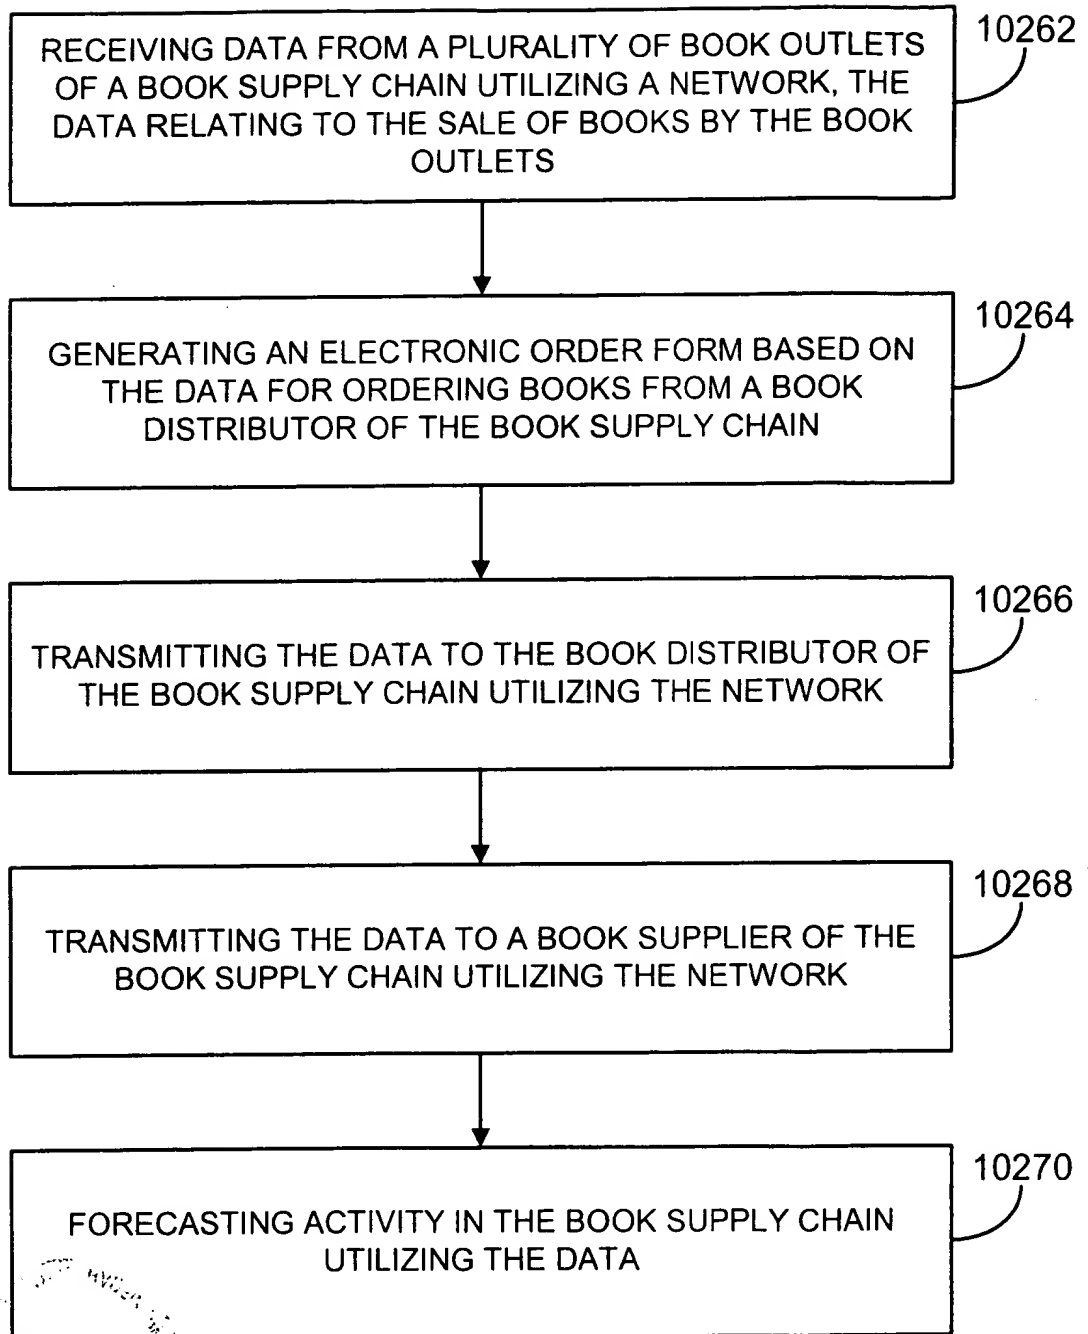 RECEIVING DATA FROM A PLURALITY OF BOOK OUTLETS
OF A BOOK SUPPLY CHAIN UTILIZING A NETWORK, THE
DATA RELATING TO THE SALE OF BOOKS BY THE BOOK
OUTLETS
10262
GENERATING AN ELECTRONIC ORDER FORM BASED ON
THE DATA FOR ORDERING BOOKS FROM A BOOK
DISTRIBUTOR OF THE BOOK SUPPLY CHAIN
10264
TRANSMITTING THE DATA TO THE BOOK DISTRIBUTOR OF
THE BOOK SUPPLY CHAIN UTILIZING THE NETWORK
10266
TRANSMITTING THE DATA TO A BOOK SUPPLIER OF THE
BOOK SUPPLY CHAIN UTILIZING THE NETWORK
10268
FORECASTING ACTIVITY IN THE BOOK SUPPLY CHAIN
UTILIZING THE DATA
10270